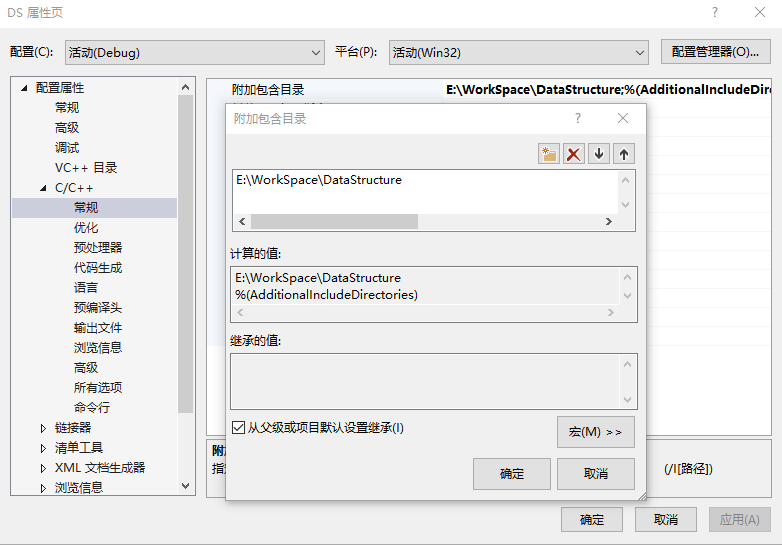 DS 属性页
配置(C): 活动(Debug) 平台(P): 活动(Win32) 配置管理器(O)...
配置属性
常规
高级
调试
VC++ 目录
C/C++
常规
优化
预处理器
代码生成
语言
预编译头
输出文件
浏览信息
高级
所有选项
命令行
链接器
清单工具
XML 文档生成器
浏览信息
附加包含目录 E:\WorkSpace\DataStructure;%(AdditionalIncludeDire
附加包含目录
E:\WorkSpace\DataStructure
计算的值:
E:\WorkSpace\DataStructure
%(AdditionalIncludeDirectories)
继承的值:
从父级或项目默认设置继承(I)
宏(M) >>
确定 取消
附加
指定 (/I[路径])
确定 取消 应用(A)